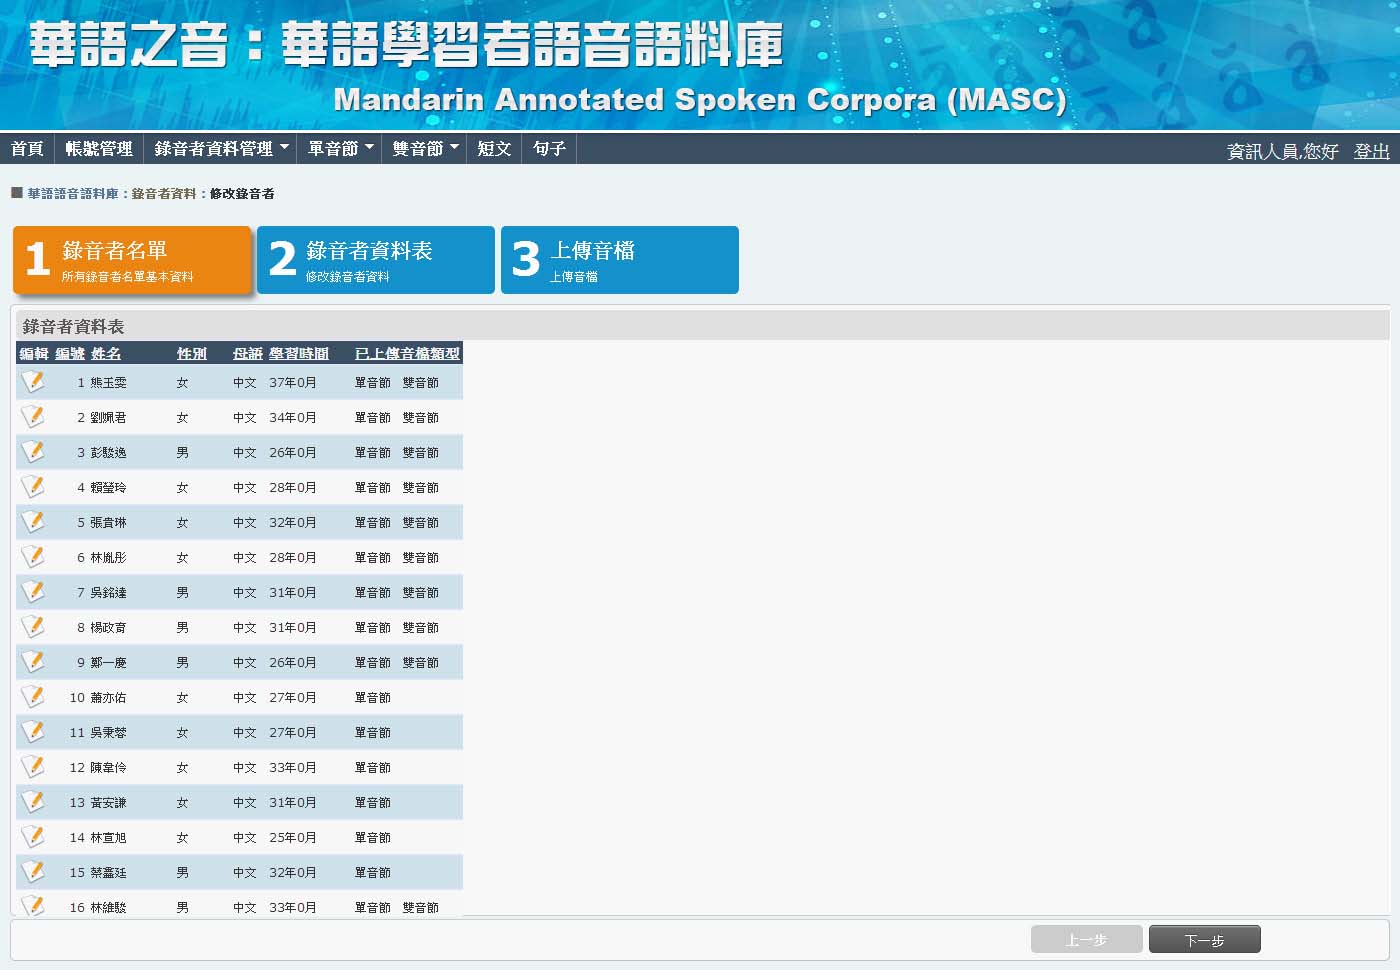 華語之音：華語學習者語音語料庫
Mandarin Annotated Spoken Corpora (MASC)
首頁 帳號管理 錄音者資料管理 單音節 雙音節 短文 句子 資訊人員,您好 登出
華語語音語料庫：錄音者資料：修改錄音者
1 錄音者名單
所有錄音者名單基本資料
2 錄音者資料表
修改錄音者資料
3 上傳音檔
上傳音檔
錄音者資料表
編輯 編號 姓名 性別 母語 學習時間 已上傳音檔類型
1 熊玉雯 女 中文 37年0月 單音節 雙音節
2 劉姵君 女 中文 34年0月 單音節 雙音節
3 彭駿逸 男 中文 26年0月 單音節 雙音節
4 賴瑩玲 女 中文 28年0月 單音節 雙音節
5 張貴琳 女 中文 32年0月 單音節 雙音節
6 林胤彤 女 中文 28年0月 單音節 雙音節
7 吳銘達 男 中文 31年0月 單音節 雙音節
8 楊政育 男 中文 31年0月 單音節 雙音節
9 鄭一慶 男 中文 26年0月 單音節 雙音節
10 蕭亦佑 女 中文 27年0月 單音節
11 吳秉蓉 女 中文 27年0月 單音節
12 陳韋伶 女 中文 33年0月 單音節
13 黃安謙 女 中文 31年0月 單音節
14 林宣旭 女 中文 25年0月 單音節
15 蔡鑫廷 男 中文 32年0月 單音節
16 林維駿 男 中文 33年0月 單音節 雙音節
上一步 下一步